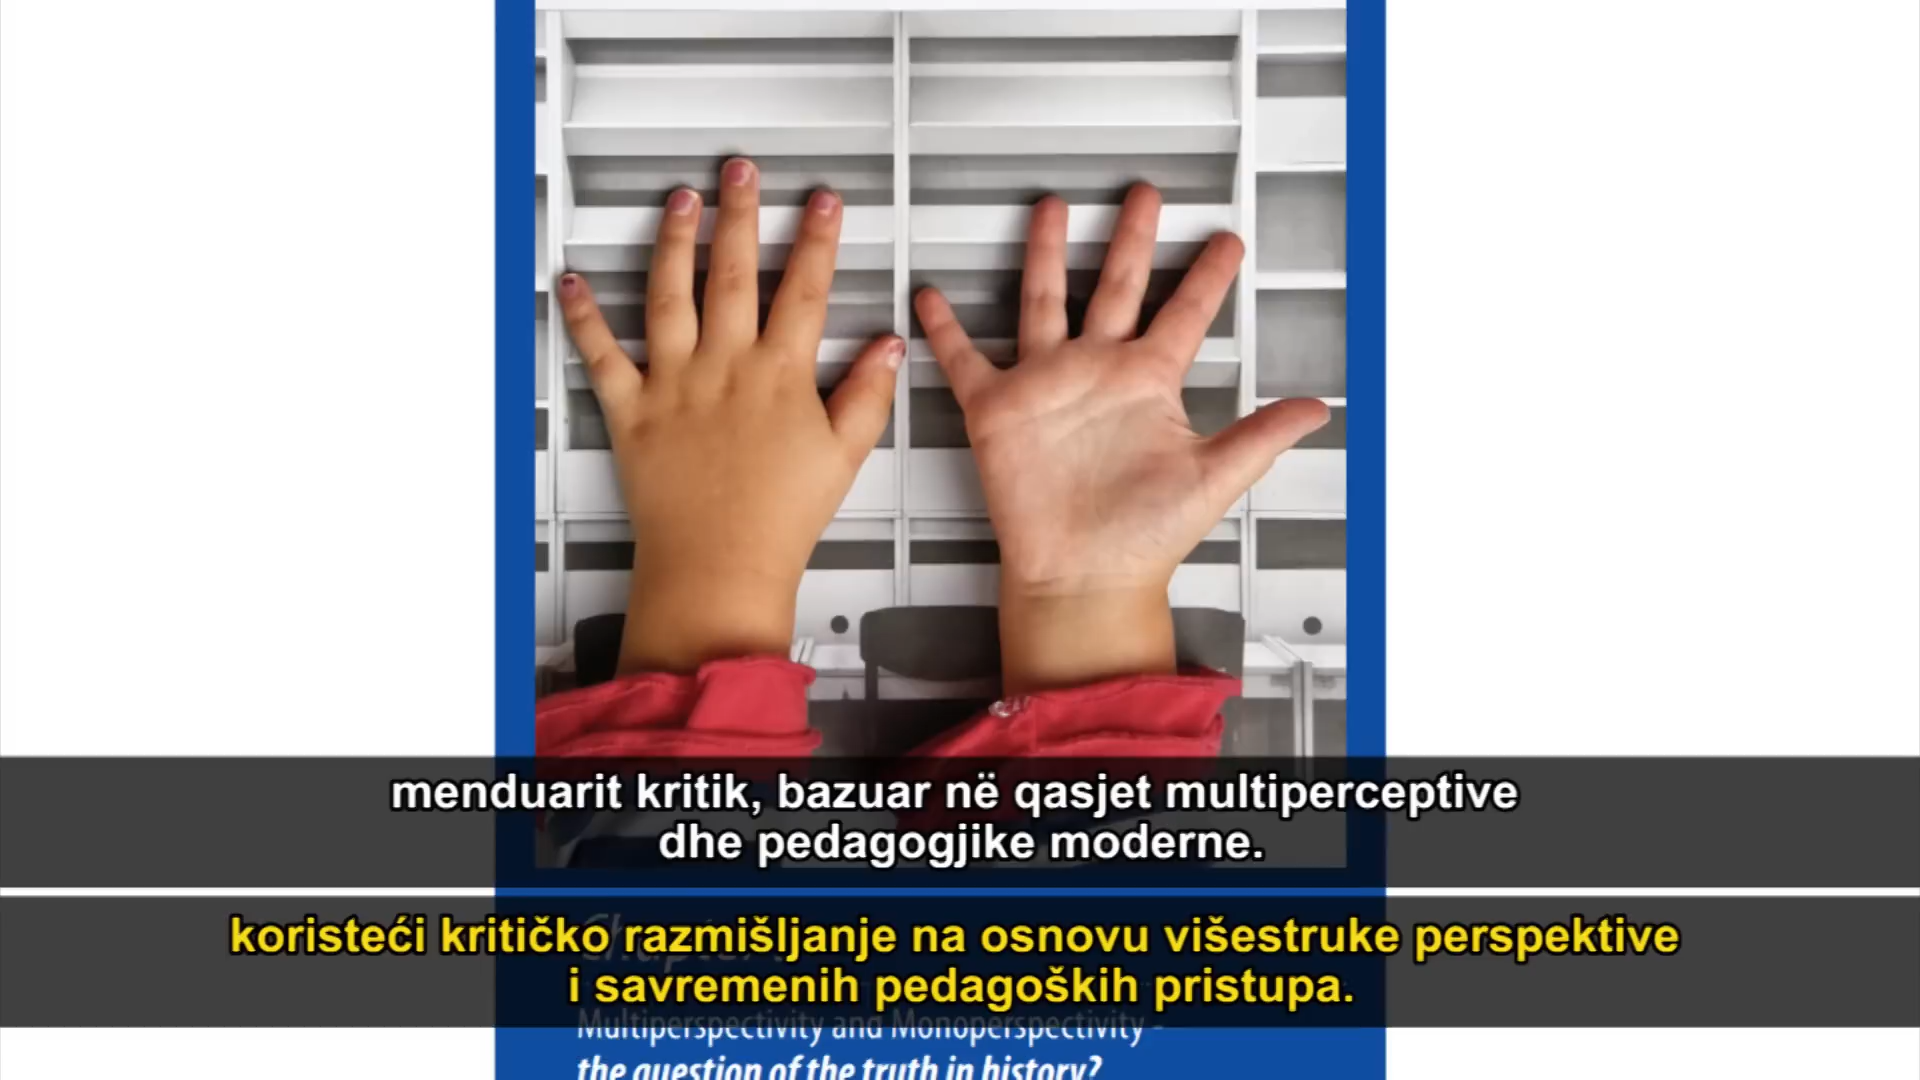 menduarit kritik, bazuar në qasjet multiperceptive
dhe pedagogjike moderne.
koristeći kritičko razmišljanje na osnovu višestruke perspektive
i savremenih pedagoških pristupa.
Multiperspectivity and Monoperspectivity -
the question of the truth in history?